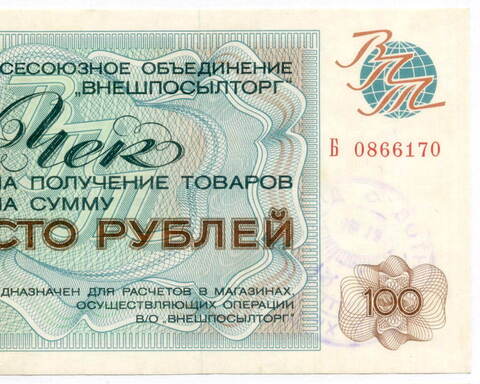 ВПТ
СЕСОЮЗНОЕ ОБЪЕДИНЕНИЕ
„ВНЕШПОСЫЛТОРГ"
Чек
Б 0866170
НА ПОЛУЧЕНИЕ ТОВАРОВ
НА СУММУ
СТО РУБЛЕЙ
ДНАЗНАЧЕН ДЛЯ РАСЧЕТОВ В МАГАЗИНАХ,
ОСУЩЕСТВЛЯЮЩИХ ОПЕРАЦИИ
В/О „ВНЕШПОСЫЛТОРГ"
100